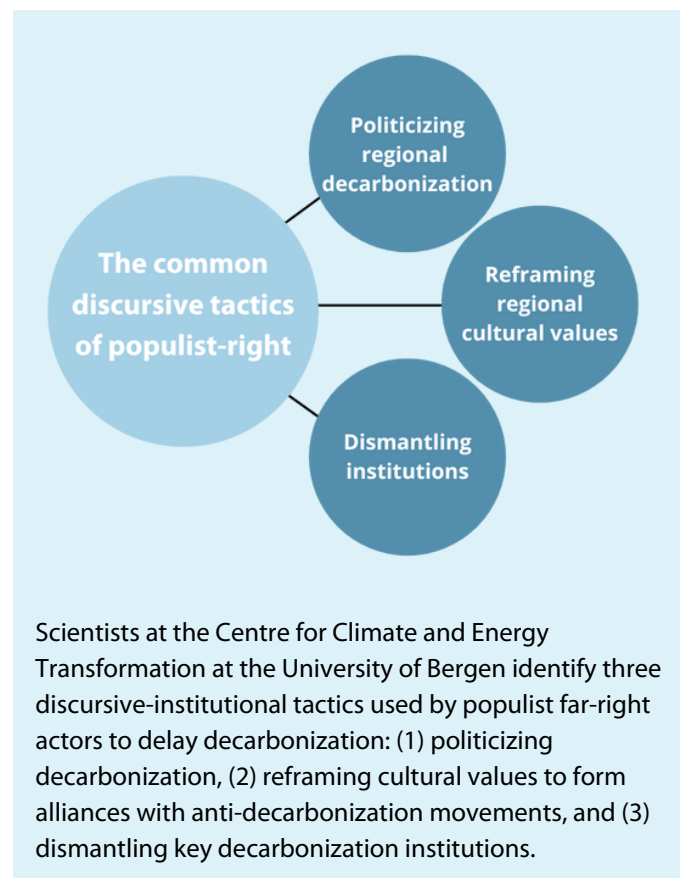 The common
discursive tactics
of populist-right
Politicizing
regional
decarbonization
Reframing
regional
cultural values
Dismantling
institutions
Scientists at the Centre for Climate and Energy
Transformation at the University of Bergen identify three
discursive-institutional tactics used by populist far-right
actors to delay decarbonization: (1) politicizing
decarbonization, (2) reframing cultural values to form
alliances with anti-decarbonization movements, and (3)
dismantling key decarbonization institutions.